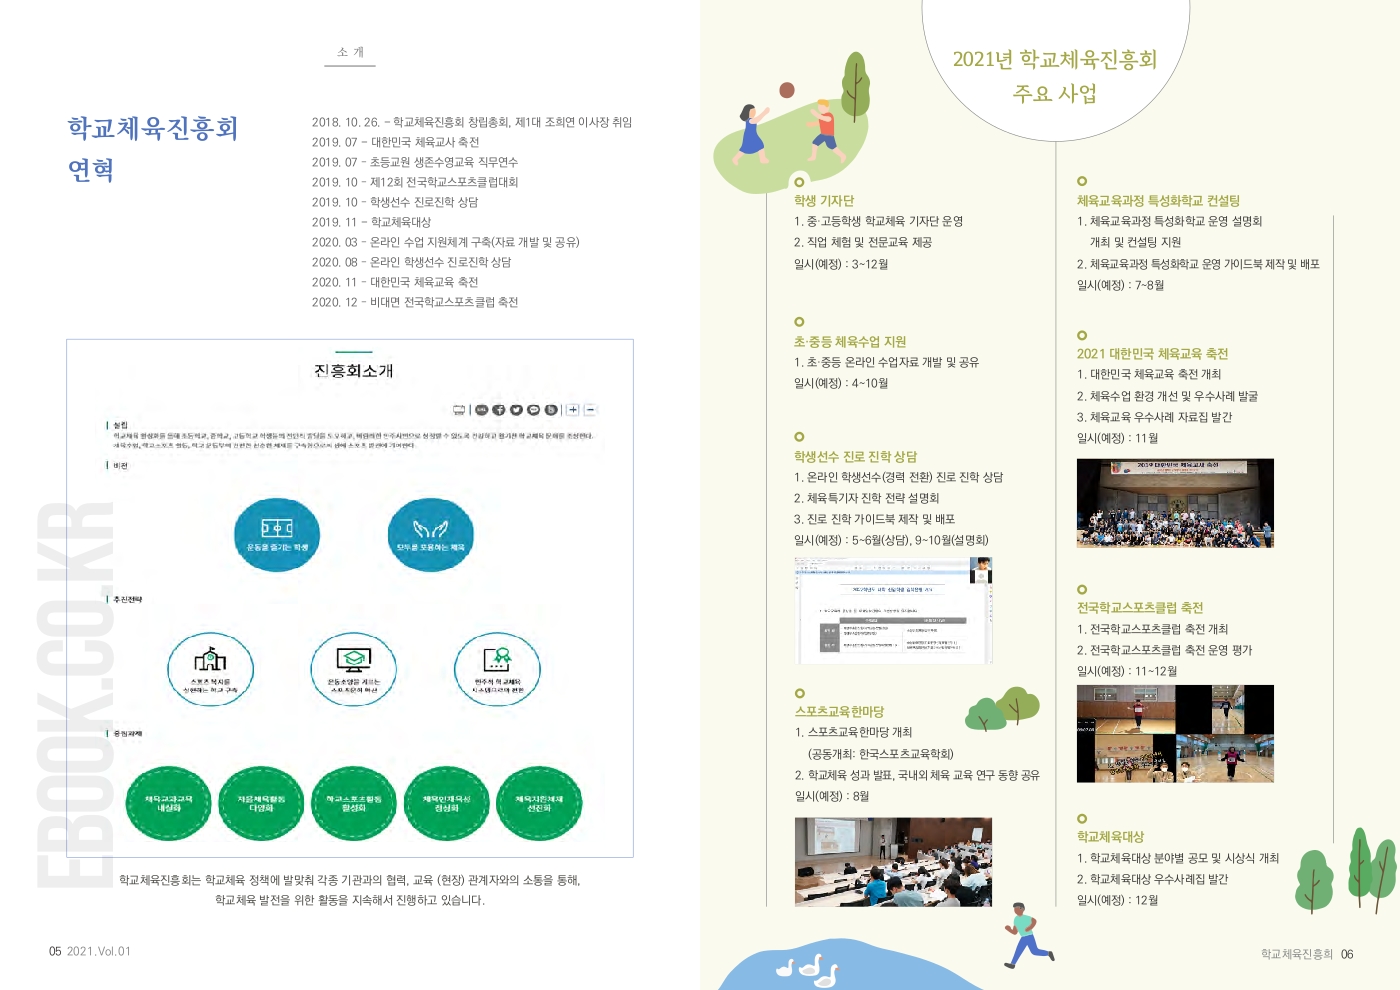 소 개
학교체육진흥회
연혁
2018. 10. 26. - 학교체육진흥회 창립총회, 제1대 조희연 이사장 취임
2019. 07 - 대한민국 체육교사 축전
2019. 07 - 초등교원 생존수영교육 직무연수
2019. 10 - 제12회 전국학교스포츠클럽대회
2019. 10 - 학생선수 진로진학 상담
2019. 11 - 학교체육대상
2020. 03 - 온라인 수업 지원체계 구축(자료 개발 및 공유)
2020. 08 - 온라인 학생선수 진로진학 상담
2020. 11 - 대한민국 체육교육 축전
2020. 12 - 비대면 전국학교스포츠클럽 축전
진흥회소개
설립
비전
운동을 즐기는 학생
모두를 포용하는 체육
추진전략
스포츠 복지를
실현하는 학교 구축
중점과제
체육교과교육
내실화
자율체육활동
다양화
학교스포츠활동
활성화
체육인재육성
정상화
체육지원체제
선진화
학교체육진흥회는 학교체육 정책에 발맞춰 각종 기관과의 협력, 교육 (현장) 관계자와의 소통을 통해,
학교체육 발전을 위한 활동을 지속해서 진행하고 있습니다.
EBOOK.CO.KR
05 2021.Vol.01
2021년 학교체육진흥회
주요 사업
학생 기자단
1. 중·고등학생 학교체육 기자단 운영
2. 직업 체험 및 전문교육 제공
일시(예정) : 3~12월
초·중등 체육수업 지원
1. 초·중등 온라인 수업자료 개발 및 공유
일시(예정) : 4~10월
학생선수 진로 진학 상담
1. 온라인 학생선수(경력 전환) 진로 진학 상담
2. 체육특기자 진학 전략 설명회
3. 진로 진학 가이드북 제작 및 배포
일시(예정) : 5~6월(상담), 9~10월(설명회)
스포츠교육한마당
1. 스포츠교육한마당 개최
(공동개최: 한국스포츠교육학회)
2. 학교체육 성과 발표, 국내외 체육 교육 연구 동향 공유
일시(예정) : 8월
체육교육과정 특성화학교 컨설팅
1. 체육교육과정 특성화학교 운영 설명회
개최 및 컨설팅 지원
2. 체육교육과정 특성화학교 운영 가이드북 제작 및 배포
일시(예정) : 7~8월
2021 대한민국 체육교육 축전
1. 대한민국 체육교육 축전 개최
2. 체육수업 환경 개선 및 우수사례 발굴
3. 체육교육 우수사례 자료집 발간
일시(예정) : 11월
2019 대한민국 체육교사 축전
전국학교스포츠클럽 축전
1. 전국학교스포츠클럽 축전 개최
2. 전국학교스포츠클럽 축전 운영 평가
일시(예정) : 11~12월
학교체육대상
1. 학교체육대상 분야별 공모 및 시상식 개최
2. 학교체육대상 우수사례집 발간
일시(예정) : 12월
학교체육진흥회 06